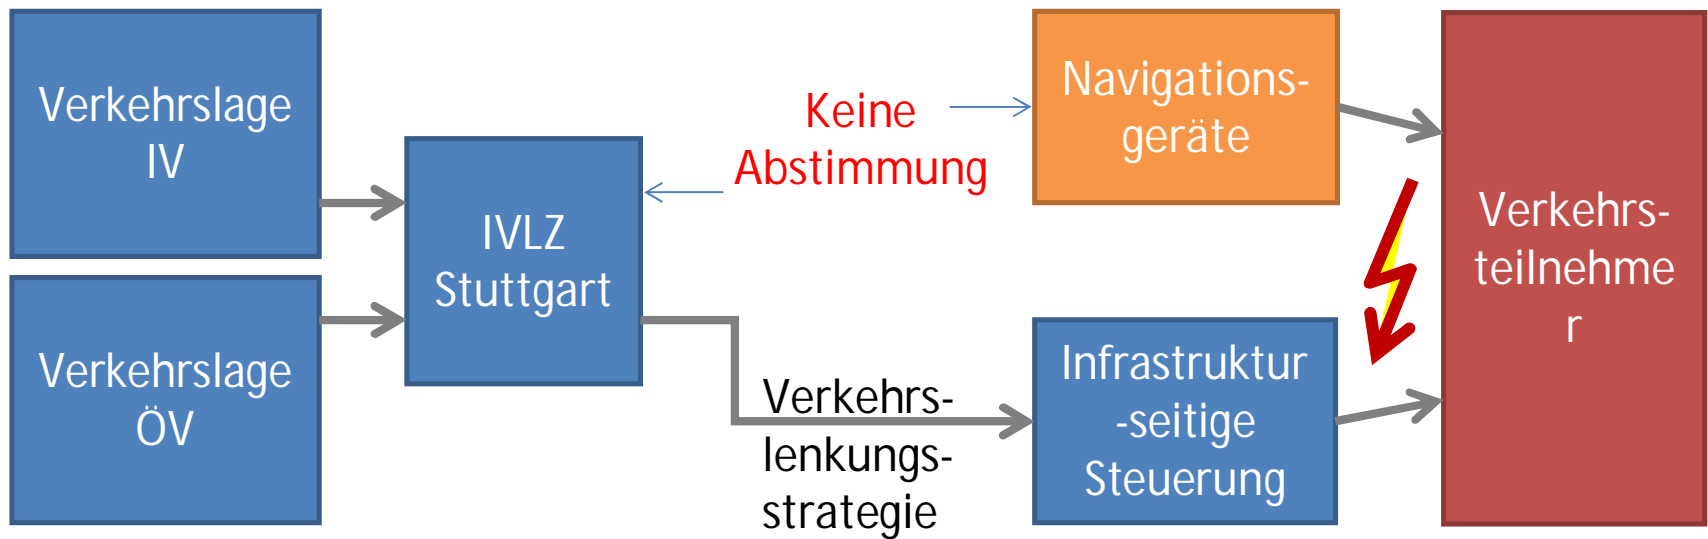 Verkehrslage
IV
Verkehrslage
ÖV
IVLZ
Stuttgart
Keine
Abstimmung
Verkehrs-
lenkungs-
strategie
Navigations-
geräte
Infrastruktur
-seitige
Steuerung
Verkehrs-
teilnehme
r